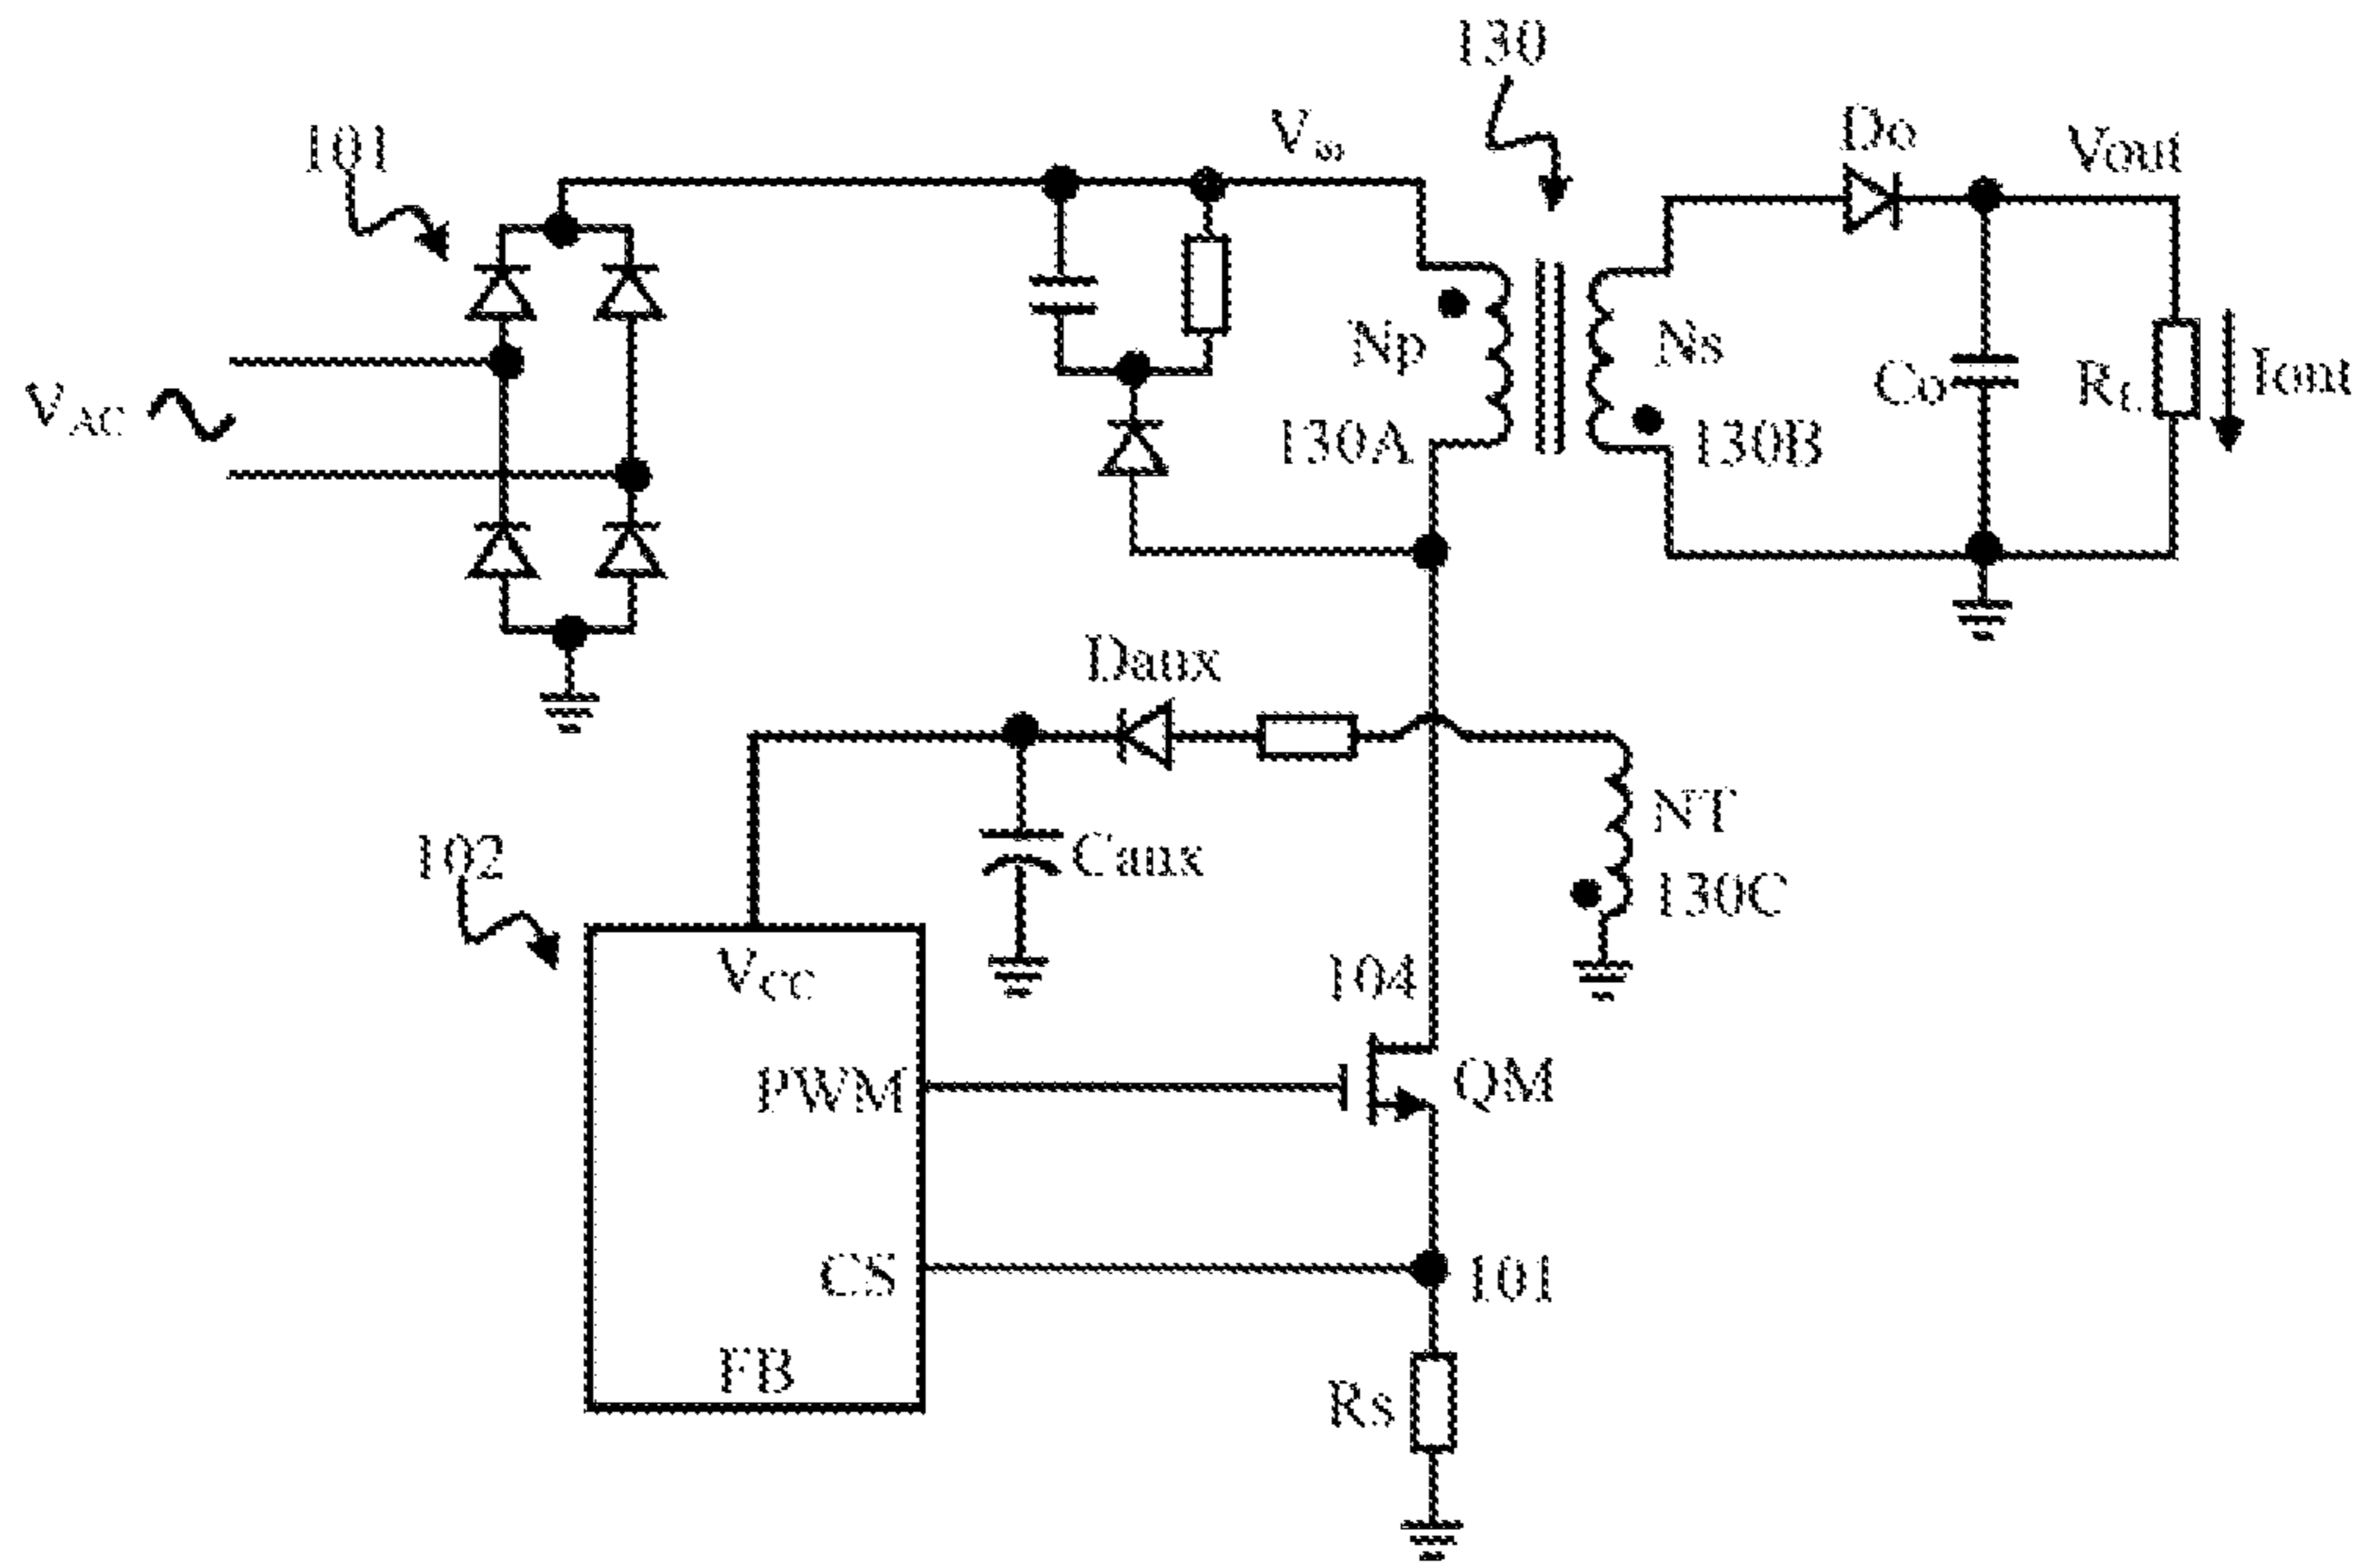 130
101
Vin
Do
Vout
Np
Ns
VAC
Co
RL
Iout
130A
130B
Daux
NT
102
Caux
130C
VCC
104
PWM
QM
CS
101
FB
Rs